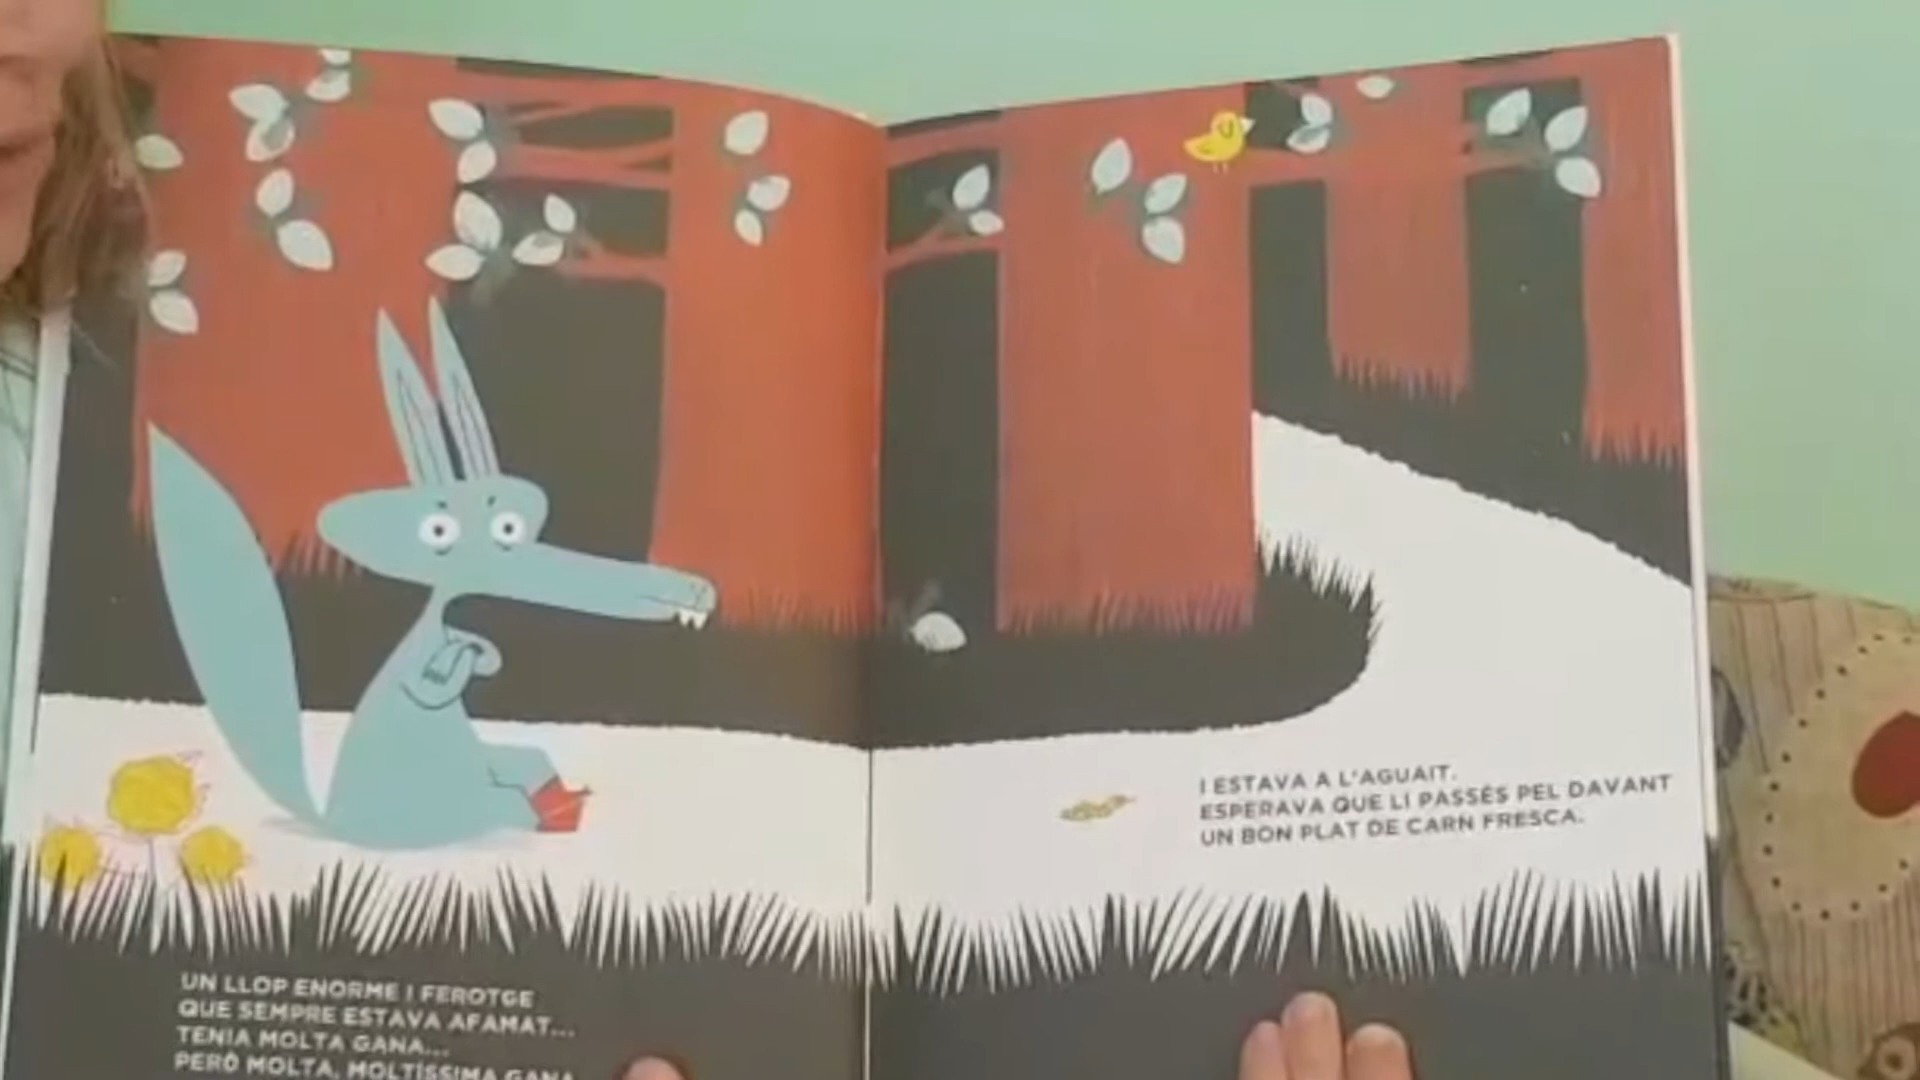 UN LLOP ENORME I FEROTGE
QUE SEMPRE ESTAVA AFAMAT...
TENIA MOLTA GANA...
PERÒ MOLTA, MOLTÍSSIMA GANA
I ESTAVA A L'AGUAIT.
ESPERAVA QUE LI PASSÉS PEL DAVANT
UN BON PLAT DE CARN FRESCA.